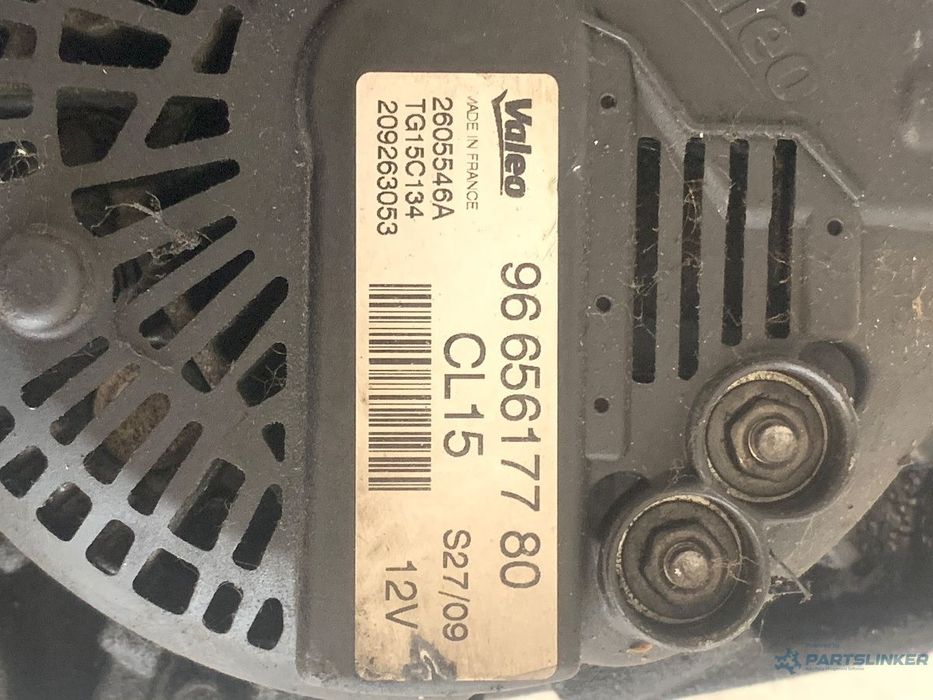 Valeo
MADE IN FRANCE
2605546A
TG15C134
209263053
96 656177 80
CL15
S27/09
12V
PARTSLINKER